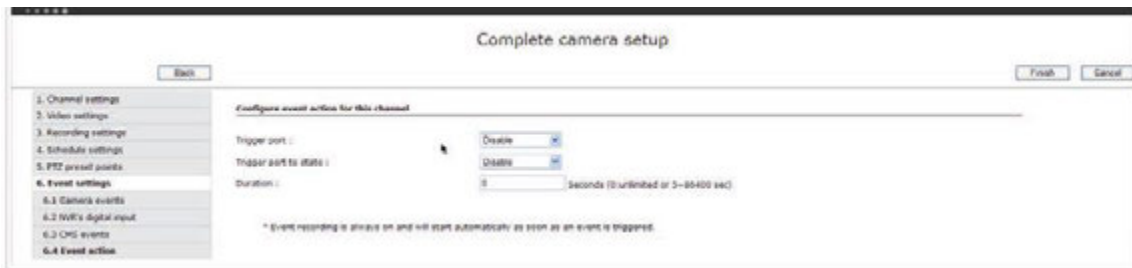 Complete camera setup
Back
Finish
Cancel
1. Channel settings
2. Video settings
3. Recording settings
4. Schedule settings
5. PTZ preset points
6. Event settings
6.1 Camera events
6.2 NVR's digital input
6.3 CMS events
6.4 Event action
Configure event action for this channel
Trigger port :
Disable
Trigger port to state :
Disable
Duration :
0
Seconds (0:unlimited or 3~86400 sec)
* Event recording is always on and will start automatically as soon as an event is triggered.